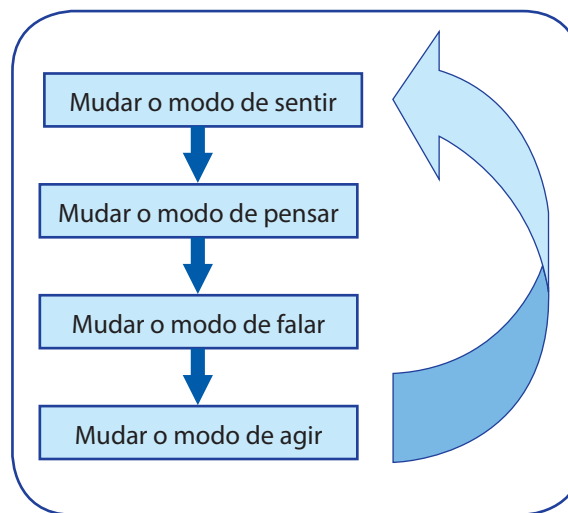 Mudar o modo de sentir
Mudar o modo de pensar
Mudar o modo de falar
Mudar o modo de agir